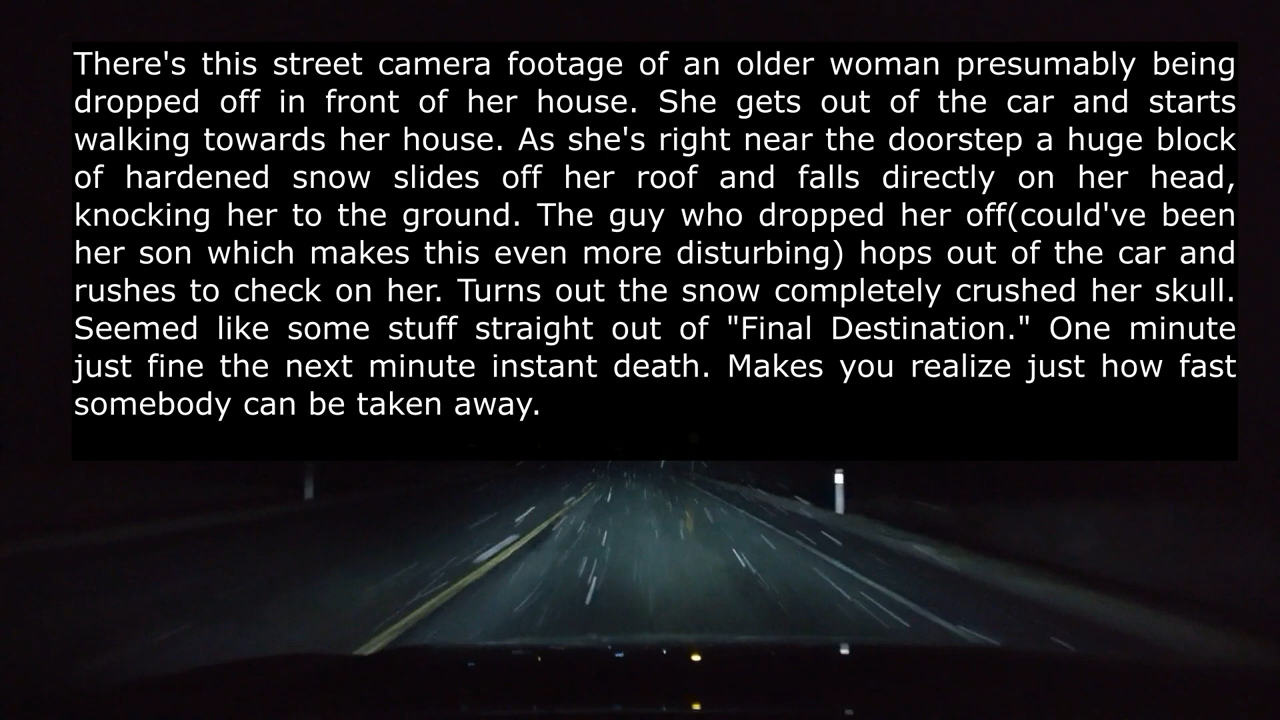 There's this street camera footage of an older woman presumably being
dropped off in front of her house. She gets out of the car and starts
walking towards her house. As she's right near the doorstep a huge block
of hardened snow slides off her roof and falls directly on her head,
knocking her to the ground. The guy who dropped her off(could've been
her son which makes this even more disturbing) hops out of the car and
rushes to check on her. Turns out the snow completely crushed her skull.
Seemed like some stuff straight out of "Final Destination." One minute
just fine the next minute instant death. Makes you realize just how fast
somebody can be taken away.